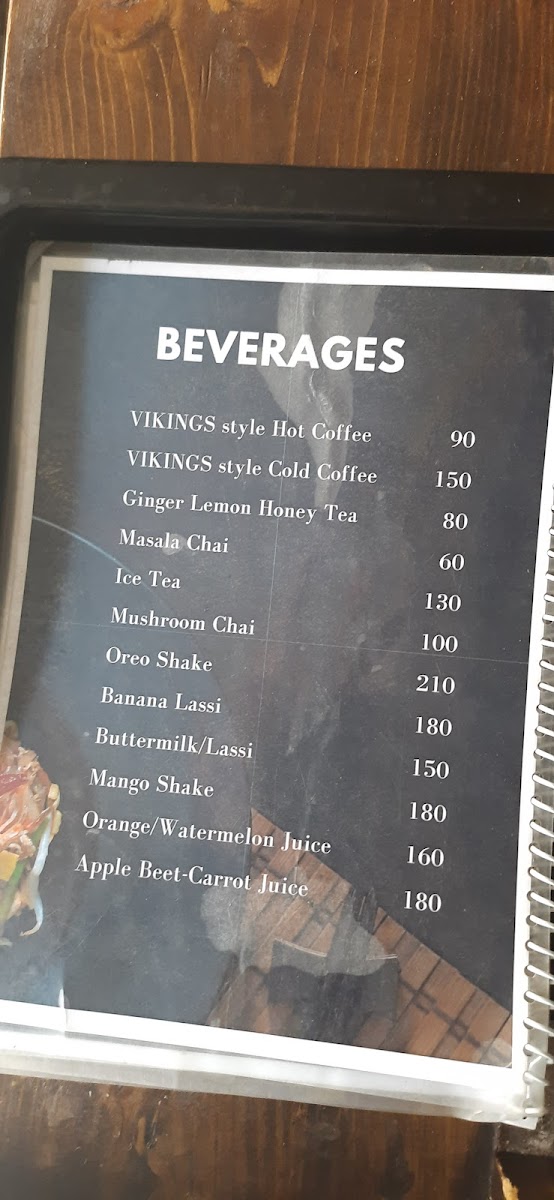 BEVERAGES
VIKINGS style Hot Coffee 90
VIKINGS style Cold Coffee 150
Ginger Lemon Honey Tea 80
Masala Chai 60
Ice Tea 130
Mushroom Chai 100
Oreo Shake 210
Banana Lassi 180
Buttermilk/Lassi 150
Mango Shake 180
Orange/Watermelon Juice 160
Apple Beet-Carrot Juice 180